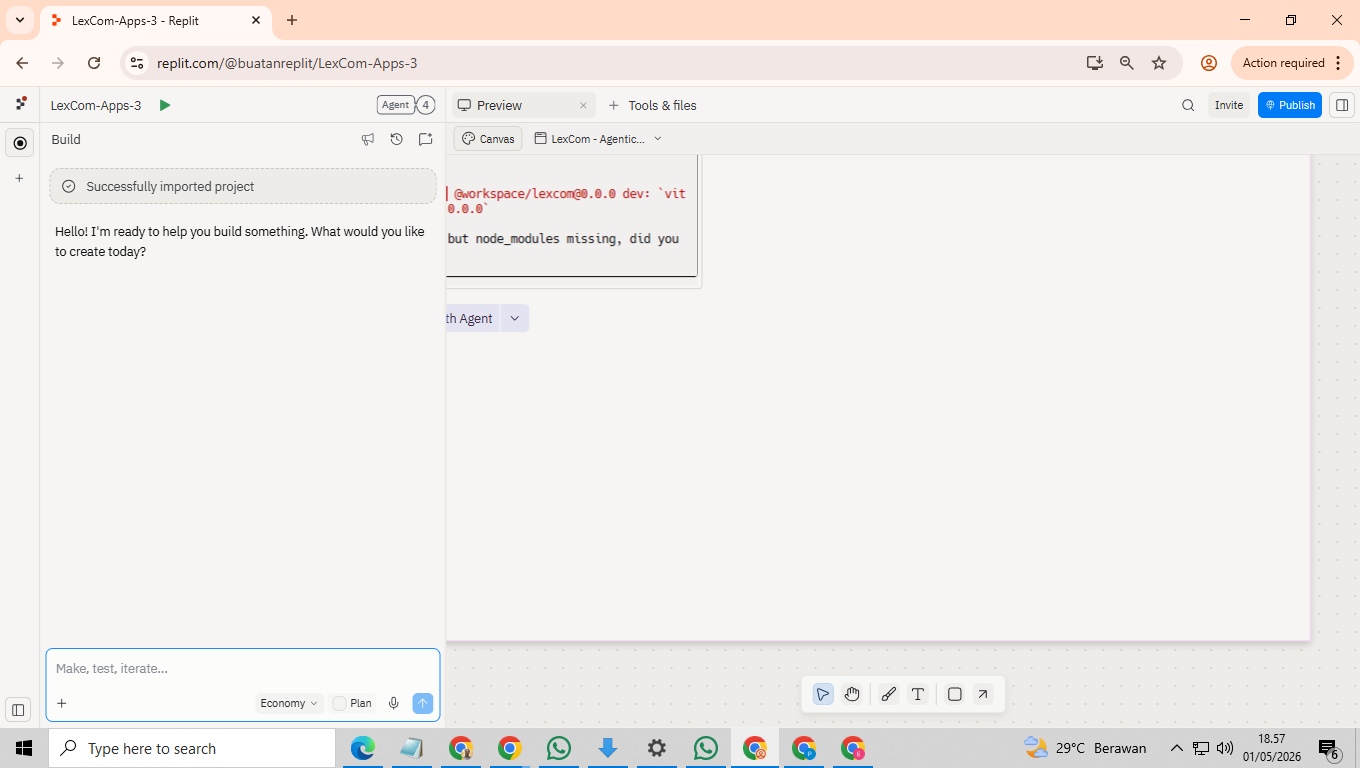 LexCom-Apps-3 - Replit
replit.com/@buatanreplit/LexCom-Apps-3
Action required
LexCom-Apps-3
Agent
4
Preview
Tools & files
Invite
Publish
Build
Canvas
LexCom - Agentic...
Successfully imported project
Hello! I'm ready to help you build something. What would you like
to create today?
@workspace/lexcom@0.0.0 dev: `vit
0.0.0`
but node_modules missing, did you
th Agent
Make, test, iterate...
Economy
Plan
Type here to search
29°C Berawan
18.57
01/05/2026
6